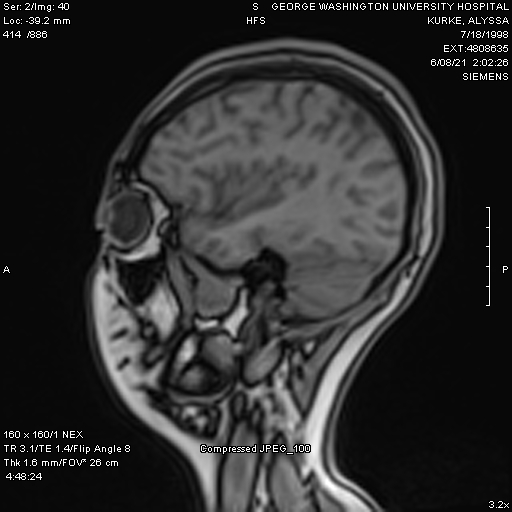 Ser: 2/Img: 40
Loc: -39.2 mm
414 /886
S GEORGE WASHINGTON UNIVERSITY HOSPITAL
HFS KURKE, ALYSSA
7/18/1998
EXT:4808635
6/08/21 2:02:26
SIEMENS
A
P
160 x 160/1 NEX
TR 3.1/TE 1.4/Flip Angle 8
Thk 1.6 mm/FOV* 26 cm
4:48:24
Compressed JPEG_100
3.2x